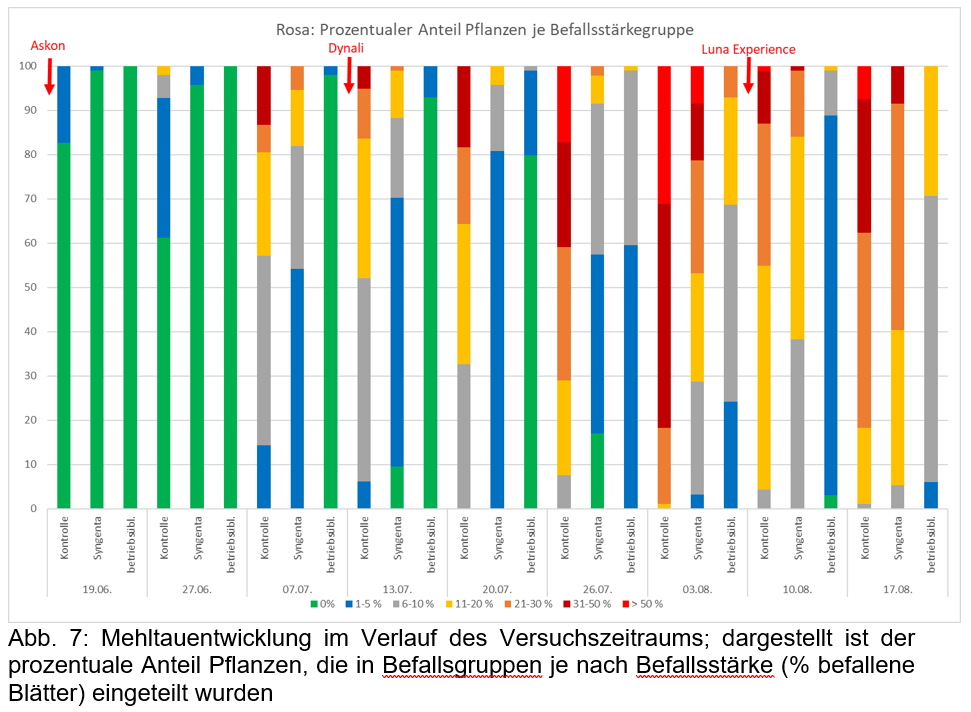 Rosa: Prozentualer Anteil Pflanzen je Befallsstärkegruppe
Askon
Dynali
Luna Experience
100
90
80
70
60
50
40
30
20
10
0
Kontrolle Syngenta betriebsübl. Kontrolle Syngenta betriebsübl. Kontrolle Syngenta betriebsübl. Kontrolle Syngenta betriebsübl. Kontrolle Syngenta betriebsübl. Kontrolle Syngenta betriebsübl. Kontrolle Syngenta betriebsübl. Kontrolle Syngenta betriebsübl. Kontrolle Syngenta betriebsübl.
19.06. 27.06. 07.07. 13.07. 20.07. 26.07. 03.08. 10.08. 17.08.
0% 1-5 % 6-10 % 11-20 % 21-30 % 31-50 % > 50 %
Abb. 7: Mehltauentwicklung im Verlauf des Versuchszeitraums; dargestellt ist der
prozentuale Anteil Pflanzen, die in Befallsgruppen je nach Befallsstärke (% befallene
Blätter) eingeteilt wurden